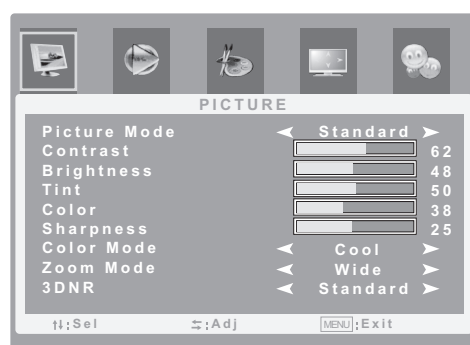 PICTURE
Picture Mode < Standard >
Contrast 62
Brightness 48
Tint 50
Color 38
Sharpness 25
Color Mode < Cool >
Zoom Mode < Wide >
3DNR < Standard >
↑↓:Sel ⇆:Adj MENU:Exit